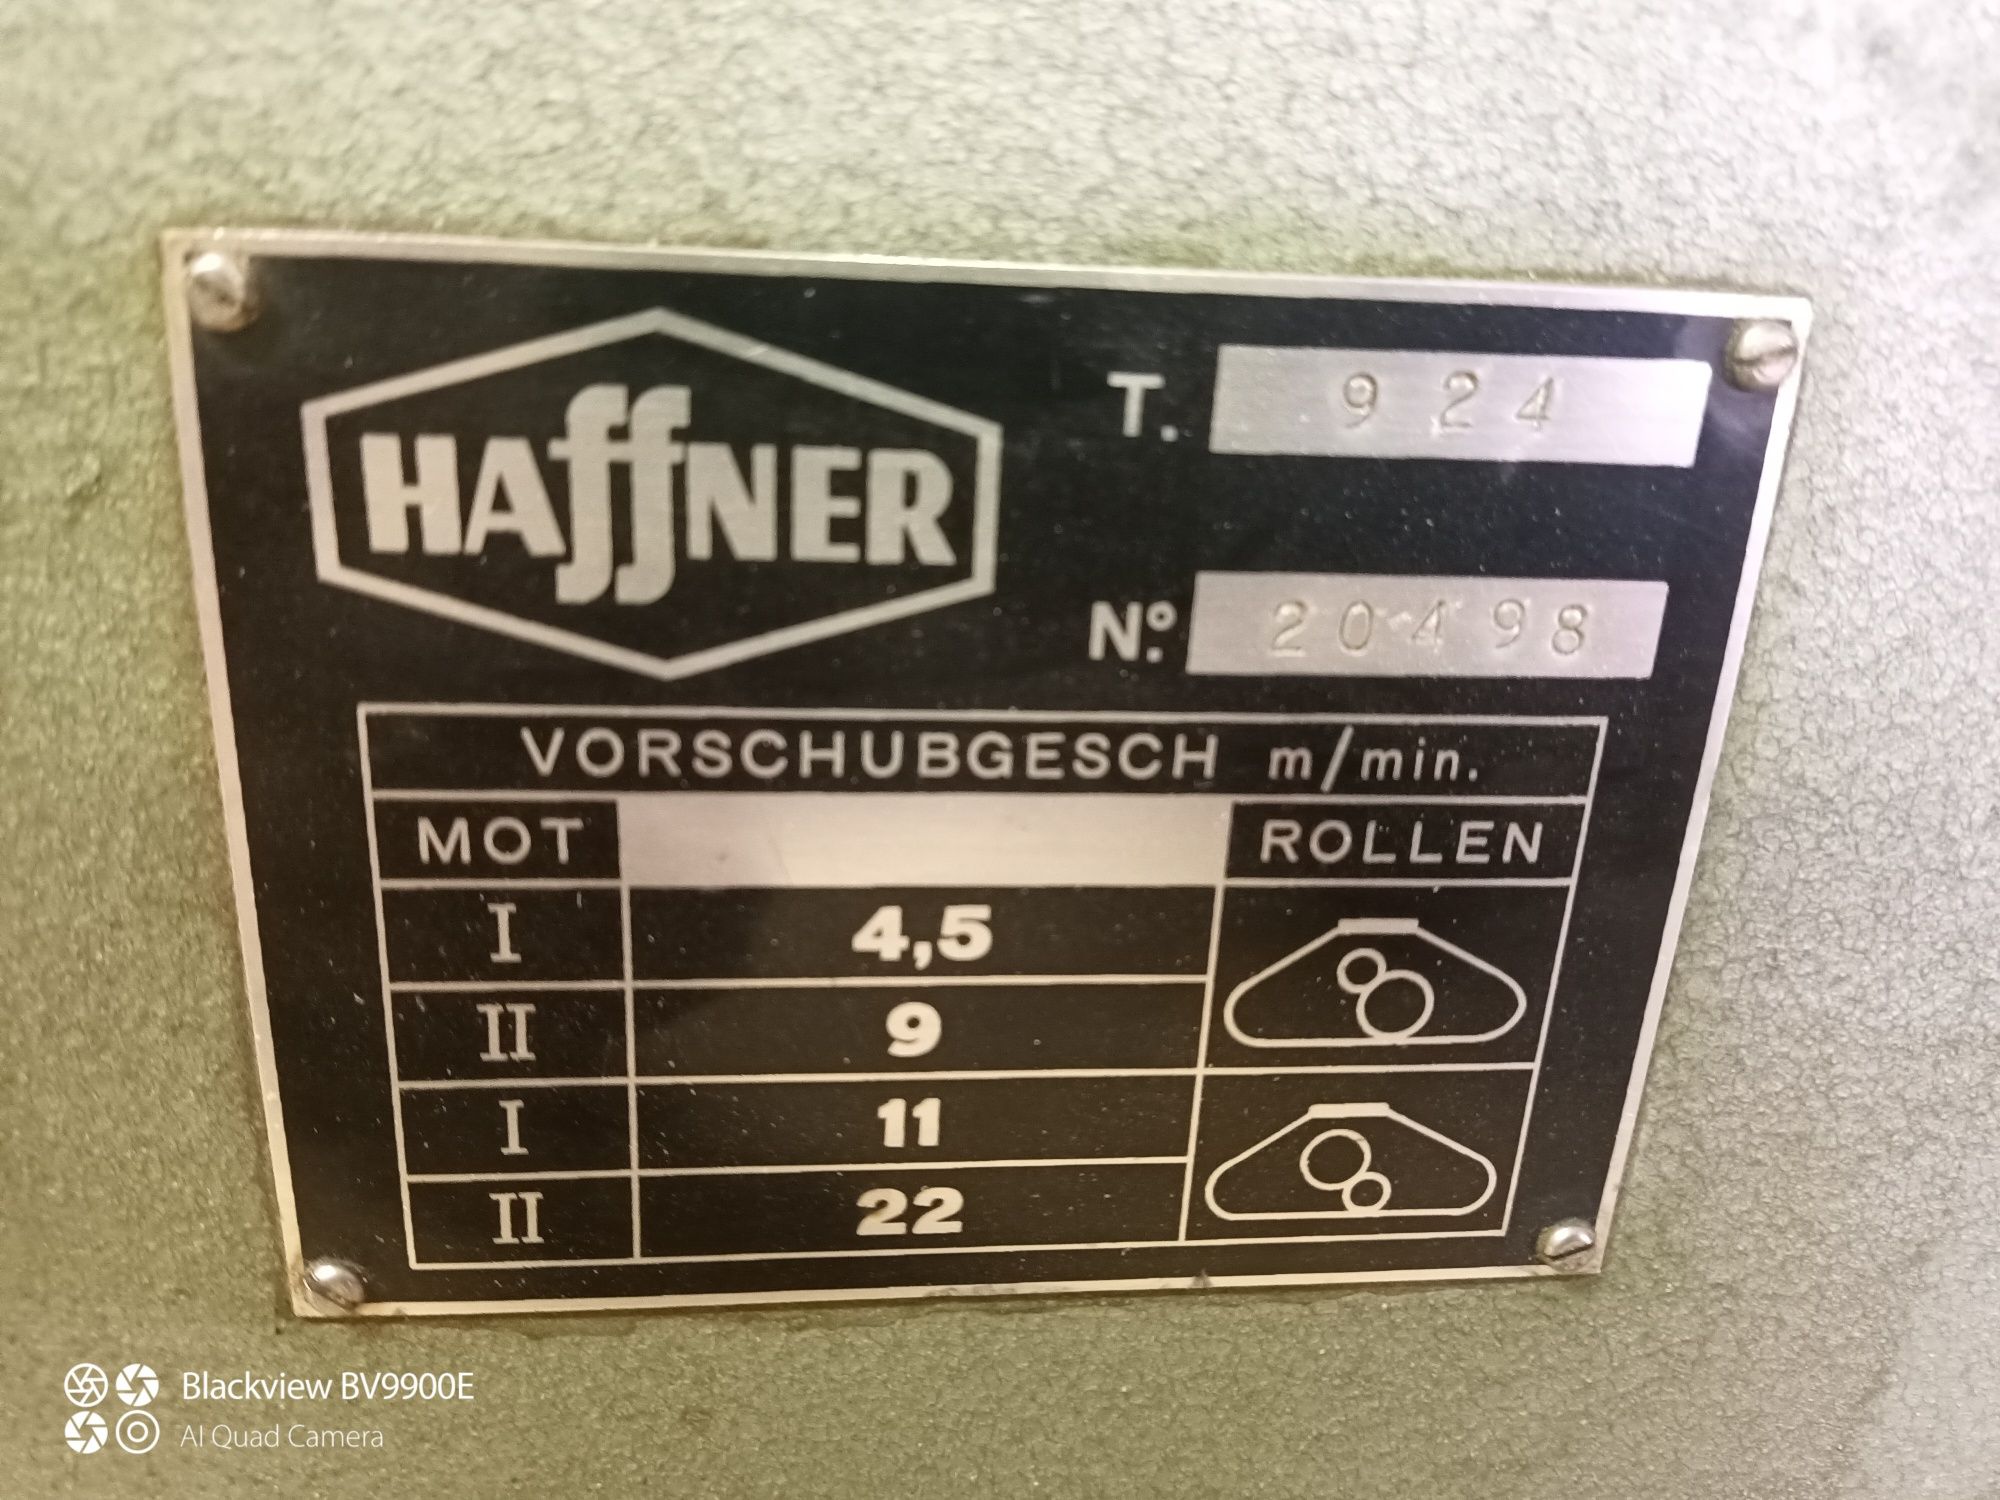 HAffNER
T. 924
Nº. 20498
VORSCHUBGESCH m/min.
MOT ROLLEN
I 4,5
II 9
I 11
II 22
Blackview BV9900E
AI Quad Camera